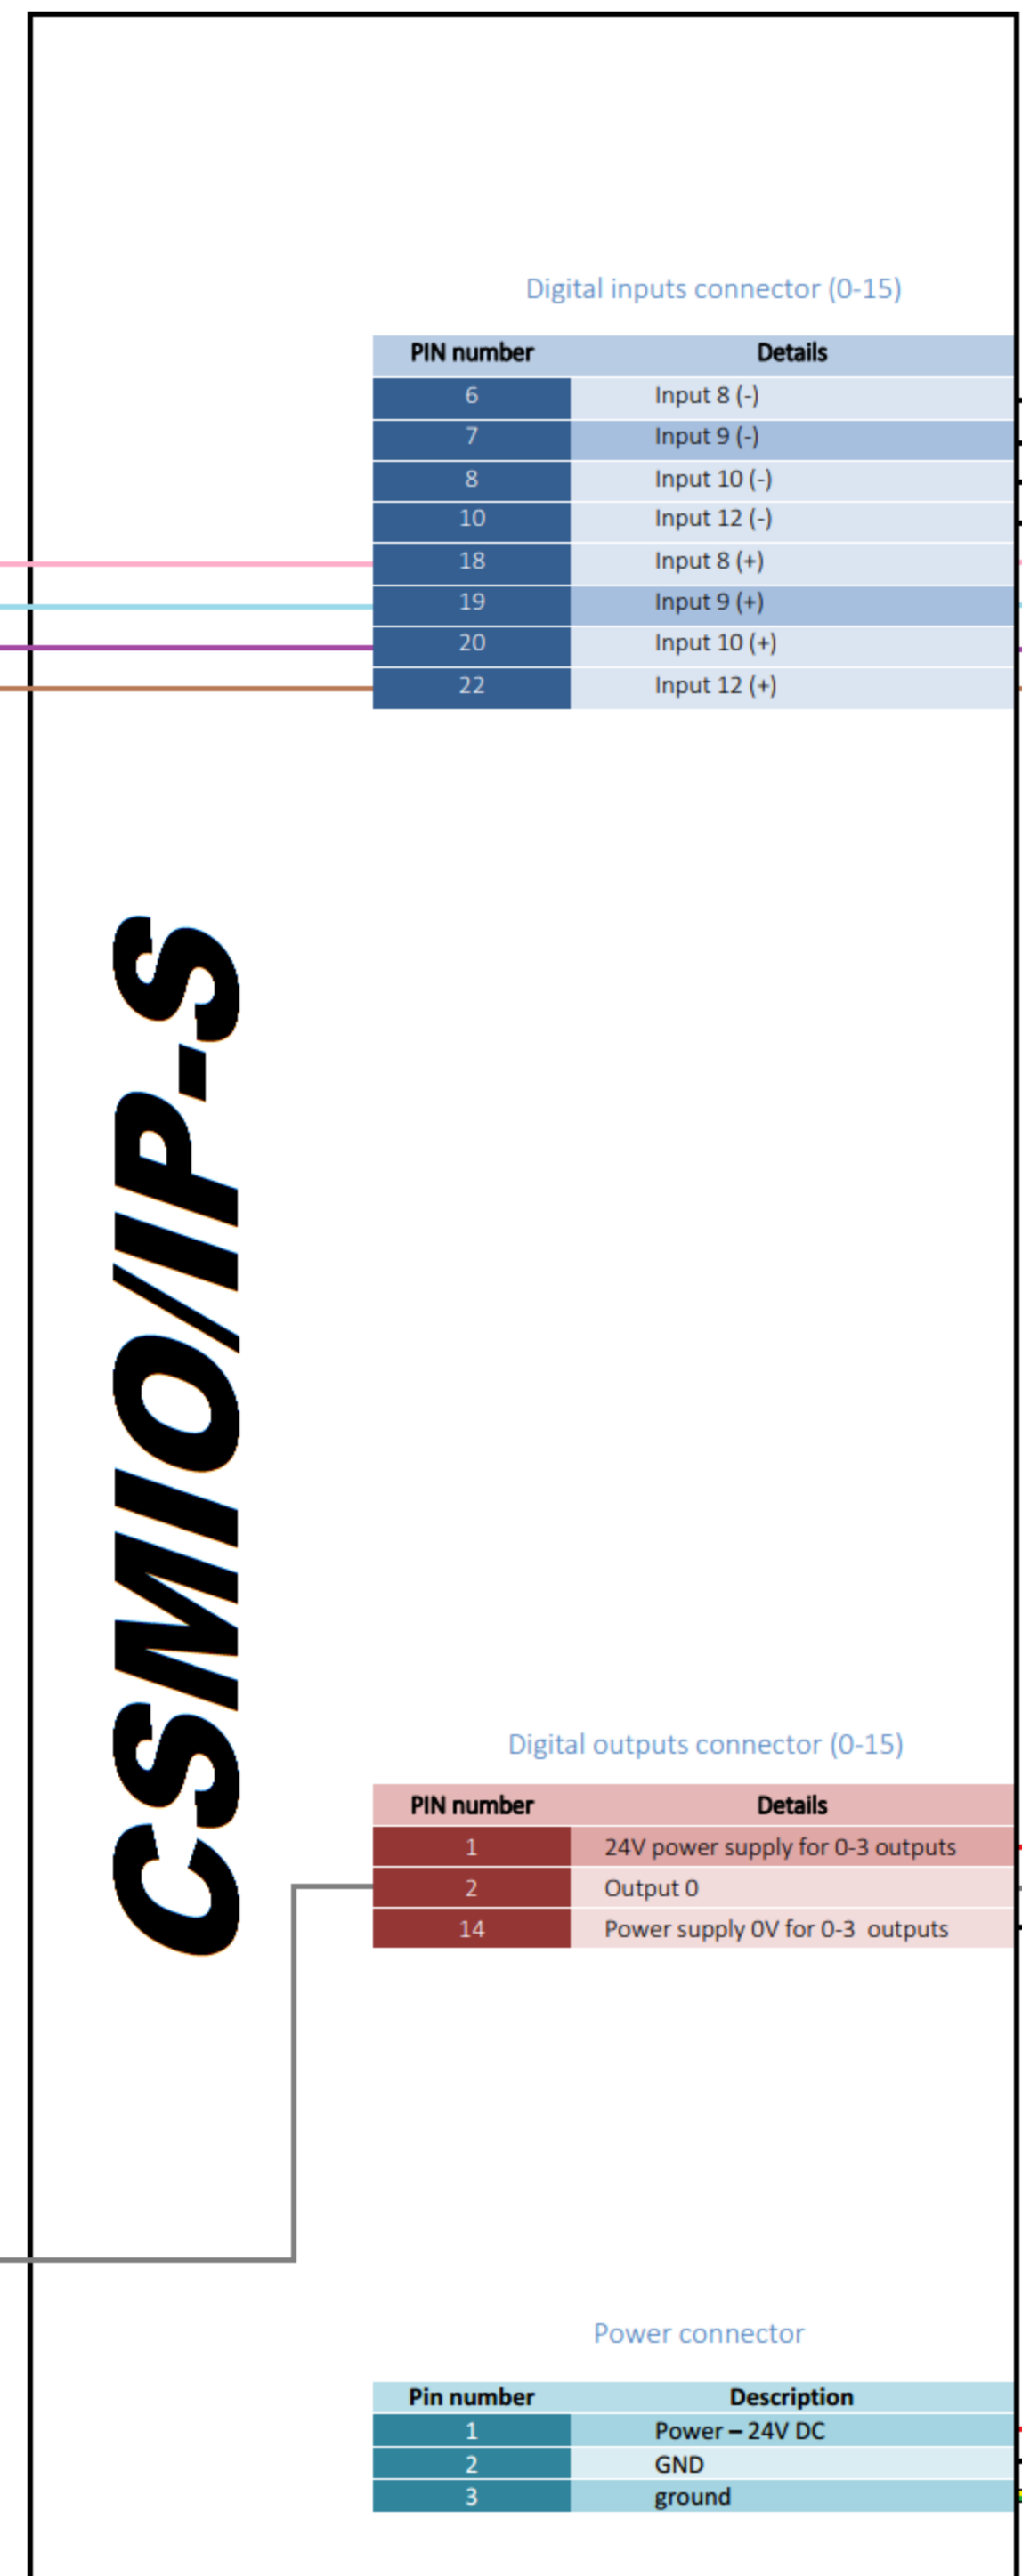 Digital inputs connector (0-15)
PIN number Details
6 Input 8 (-)
7 Input 9 (-)
8 Input 10 (-)
10 Input 12 (-)
18 Input 8 (+)
19 Input 9 (+)
20 Input 10 (+)
22 Input 12 (+)
CSMIO/IP-S
Digital outputs connector (0-15)
PIN number Details
1 24V power supply for 0-3 outputs
2 Output 0
14 Power supply 0V for 0-3 outputs
Power connector
Pin number Description
1 Power – 24V DC
2 GND
3 ground